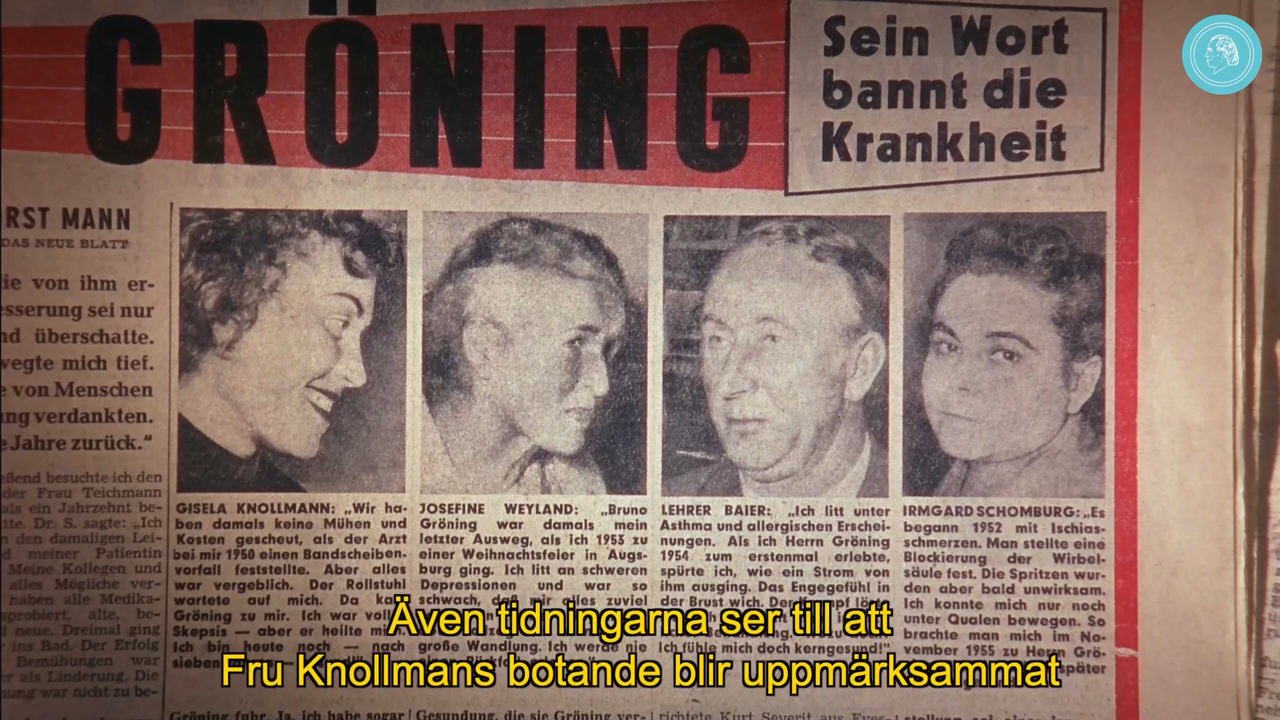 GRÖNING
Sein Wort
bannt die
Krankheit
RST MANN
DAS NEUE BLATT
ie von ihm er-
esserung sei nur
nd überschatte.
wegte mich tief.
e von Menschen
ung verdankten.
e Jahre zurück.“
eßend besuchte ich den
der Frau Teichmann
als ein Jahrzehnt be-
tte. Dr. S. sagte: „Ich
n den damaligen Lei-
d meiner Patientin
Meine Kollegen und
alles Mögliche ver-
haben alle Medika-
probiert, alte, be-
d neue. Dreimal ging
ins Bad. Der Erfolg
Bemühungen war
er als Linderung. Die
ung war nicht zu be-
GISELA KNOLLMANN: „Wir ha-
ben damals keine Mühen und
Kosten gescheut, als der Arzt
bei mir 1950 einen Bandscheiben-
vorfall feststellte. Aber alles
war vergeblich. Der Rollstuhl
wartete auf mich. Da kam
Gröning zu mir. Ich war voll
Skepsis — aber er heilte
Ich bin heute noch — nach
sieben
JOSEFINE WEYLAND: „Bruno
Gröning war damals mein
letzter Ausweg, als ich 1953 zu
einer Weihnachtsfeier in Augs-
burg ging. Ich litt an schweren
Depressionen und war so
schwach, daß mir alles zuviel
große Wandlung. Ich werde nie
LEHRER BAIER: „Ich litt unter
Asthma und allergischen Erschei-
nungen. Als ich Herrn Gröning
1954 zum erstenmal erlebte,
spürte ich, wie ein Strom von
ihm ausging. Das Engegefühl in
der Brust wich. Der Krampf löste
Ich fühle mich doch kerngesund!“
IRMGARD SCHOMBURG: „Es
begann 1952 mit Ischias-
schmerzen. Man stellte eine
Blockierung der Wirbel-
säule fest. Die Spritzen wur-
den aber bald unwirksam.
Ich konnte mich nur noch
unter Qualen bewegen. So
brachte man mich im No-
vember 1955 zu Herrn Grö-
später
Gröning fuhr. Ja, ich habe sogar
Gesundung, die sie Gröning ver-
richtete Kurt Severit aus
Även tidningarna ser till att
Fru Knollmans botande blir uppmärksammat